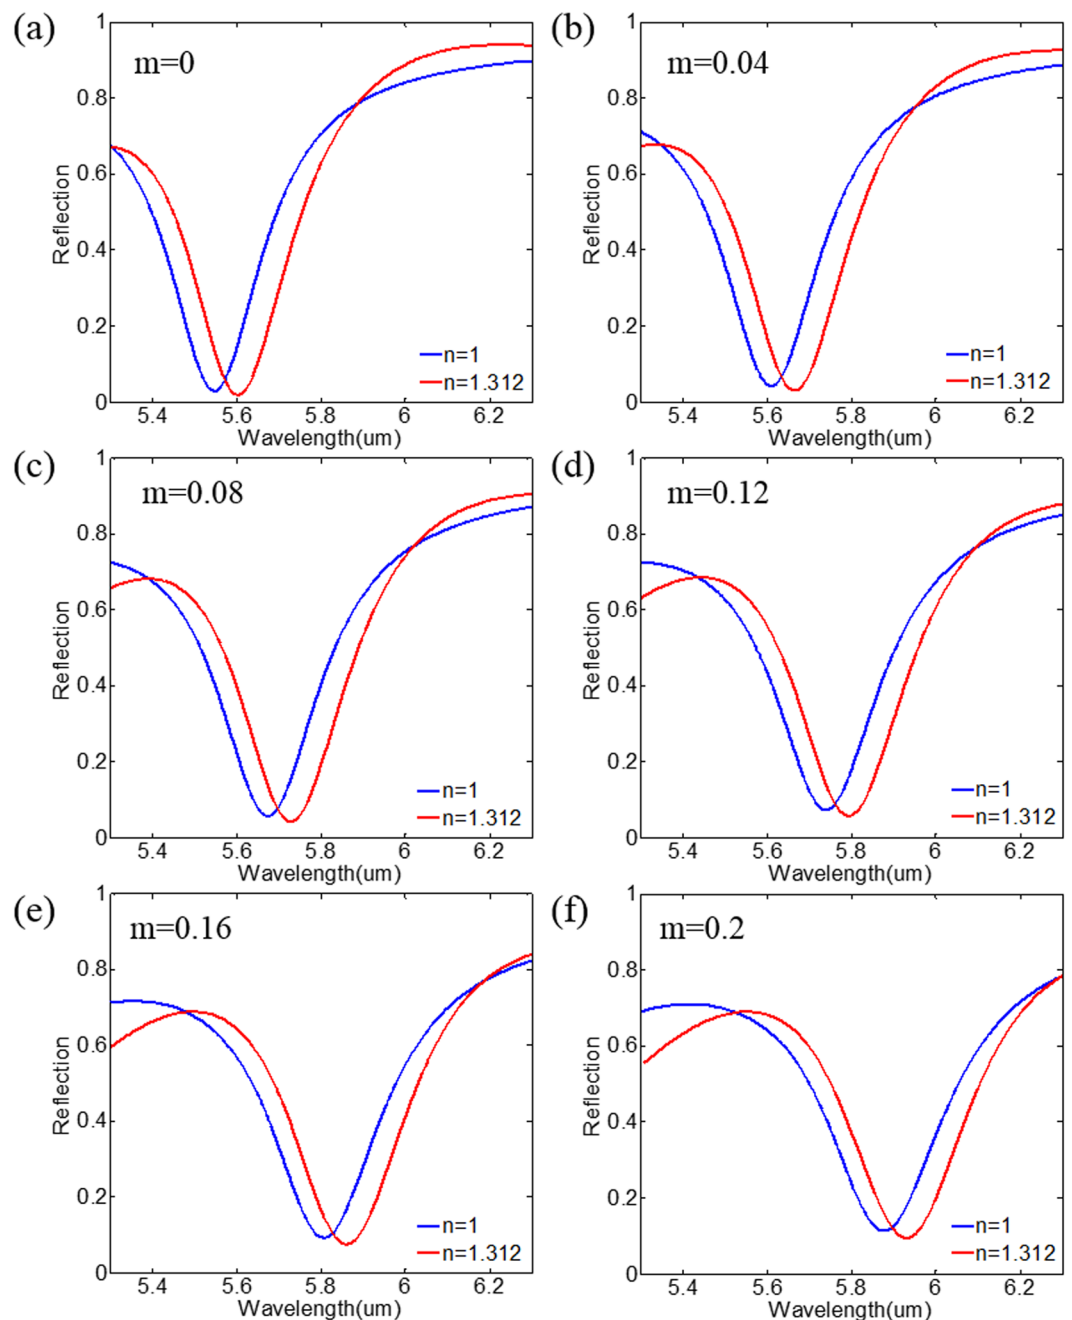 (a)
m=0
1
0.8
0.6
0.4
0.2
0
Reflection
n=1
n=1.312
5.4 5.6 5.8 6 6.2
Wavelength(um)
(b)
m=0.04
1
0.8
0.6
0.4
0.2
0
Reflection
n=1
n=1.312
5.4 5.6 5.8 6 6.2
Wavelength(um)
(c)
m=0.08
1
0.8
0.6
0.4
0.2
0
Reflection
n=1
n=1.312
5.4 5.6 5.8 6 6.2
Wavelength(um)
(d)
m=0.12
1
0.8
0.6
0.4
0.2
0
Reflection
n=1
n=1.312
5.4 5.6 5.8 6 6.2
Wavelength(um)
(e)
m=0.16
1
0.8
0.6
0.4
0.2
0
Reflection
n=1
n=1.312
5.4 5.6 5.8 6 6.2
Wavelength(um)
(f)
m=0.2
1
0.8
0.6
0.4
0.2
0
Reflection
n=1
n=1.312
5.4 5.6 5.8 6 6.2
Wavelength(um)